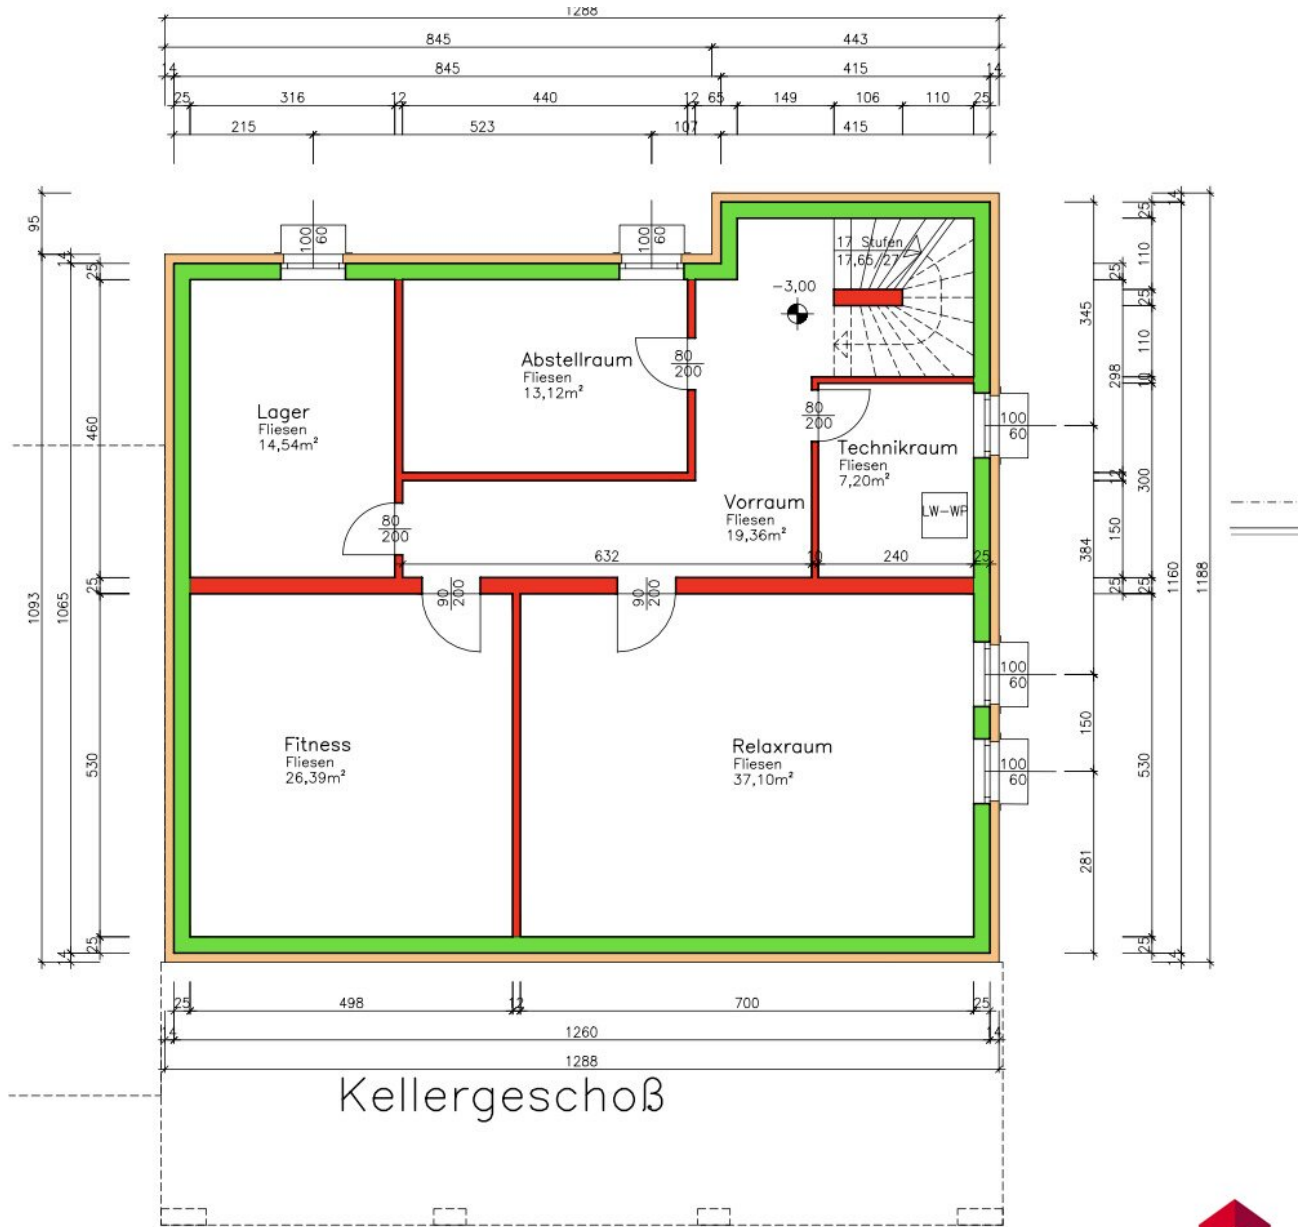 1288
845 443
14 845 415 14
25 316 12 440 12 65 149 106 110 25
215 523 107 415
95
14
25
460
25
530
25
14
1093
1065
100
60
100
60
17 Stufen
17,65/27
-3,00
Abstellraum
Fliesen
13,12m²
80
200
Lager
Fliesen
14,54m²
80
200
Technikraum
Fliesen
7,20m²
LW-WP
Vorraum
Fliesen
19,36m²
80
200
632 10 240 25
90
200
90
200
Fitness
Fliesen
26,39m²
Relaxraum
Fliesen
37,10m²
100
60
100
60
100
60
345
384
150
281
25
298
12
150
25
25
110
25
110
10
300
25
530
25
14
1160
14
1188
25 498 12 700 25
14 1260 14
1288
Kellergeschoß